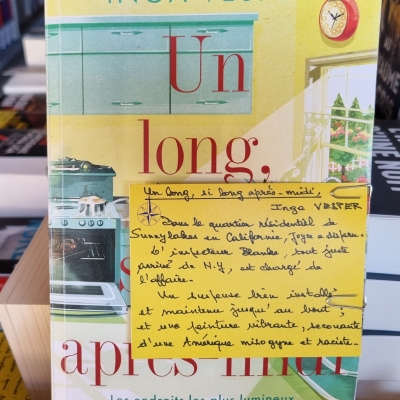 INGA VES
Un
long,
Un long, si long après-midi,
Inga VESPER
Dans le quartier résidentiel de
Sunnylakes en Californie, Joyce a disparu.
L'inspecteur Blanke, tout juste
arrivé de N.Y, est chargé de
l'affaire.
Un suspense bien installé
et maintenu jusqu'au bout ;
et une peinture vibrante, secouante
d'une Amérique misogyne et raciste.
après-midi
Les endroits les plus lumineux